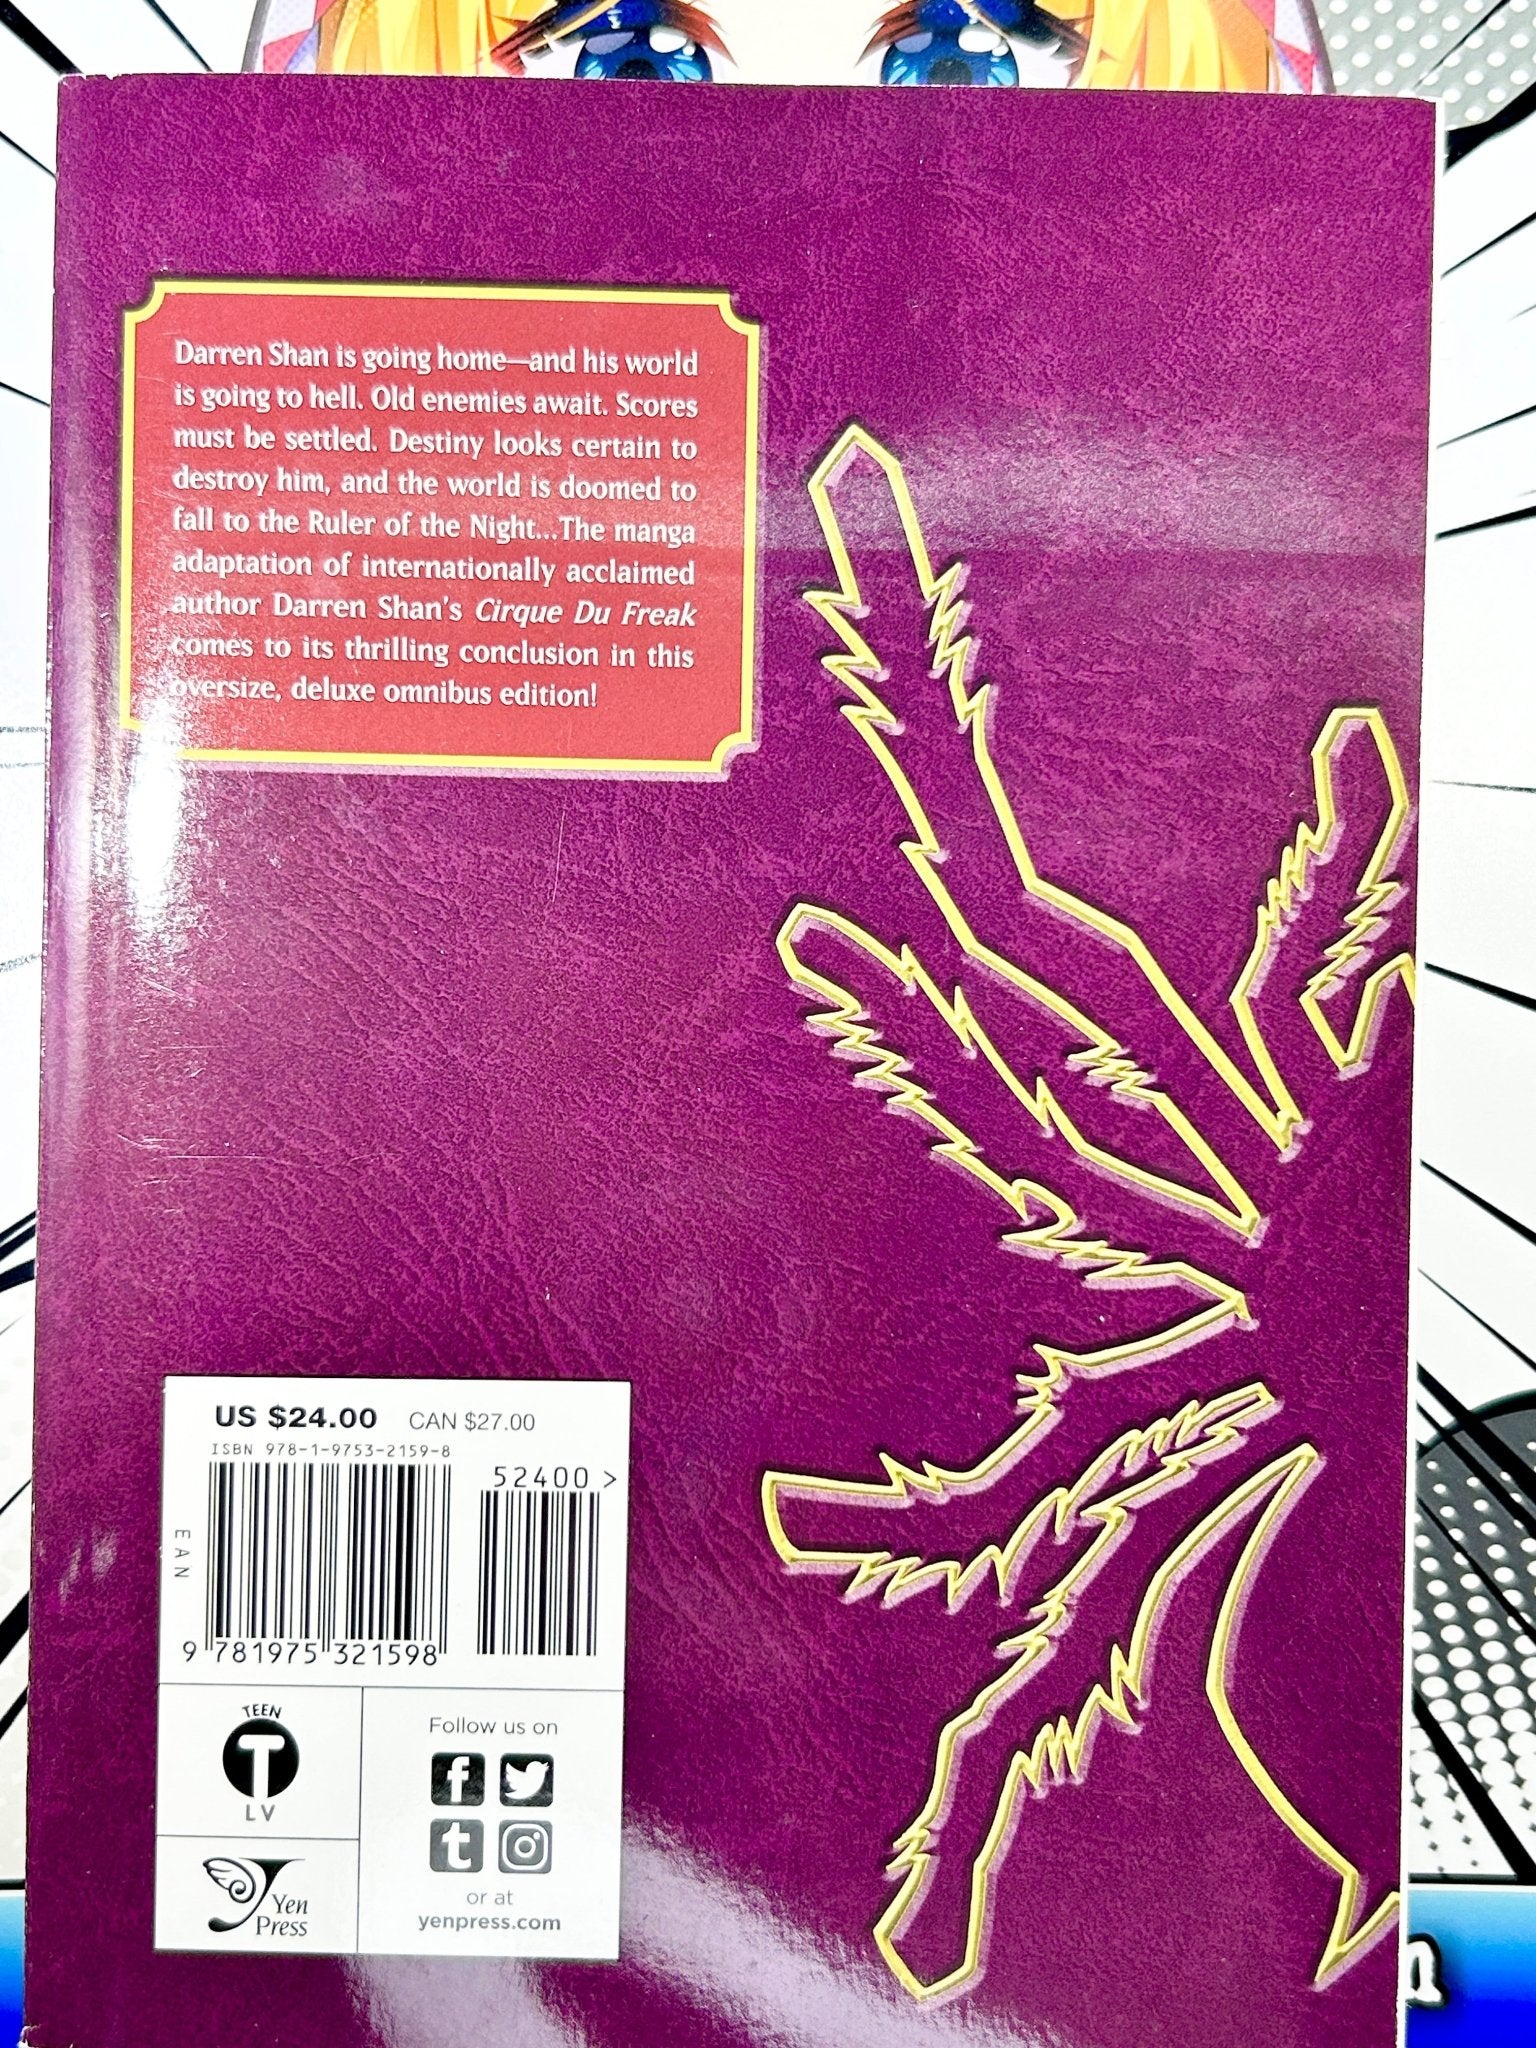 Darren Shan is going home—and his world
is going to hell. Old enemies await. Scores
must be settled. Destiny looks certain to
destroy him, and the world is doomed to
fall to the Ruler of the Night...The manga
adaptation of internationally acclaimed
author Darren Shan's Cirque Du Freak
comes to its thrilling conclusion in this
oversize, deluxe omnibus edition!
US $24.00 CAN $27.00
ISBN 978-1-9753-2159-8
52400 >
EAN
9 781975 321598
TEEN
T
LV
Yen
Press
Follow us on
or at
yenpress.com